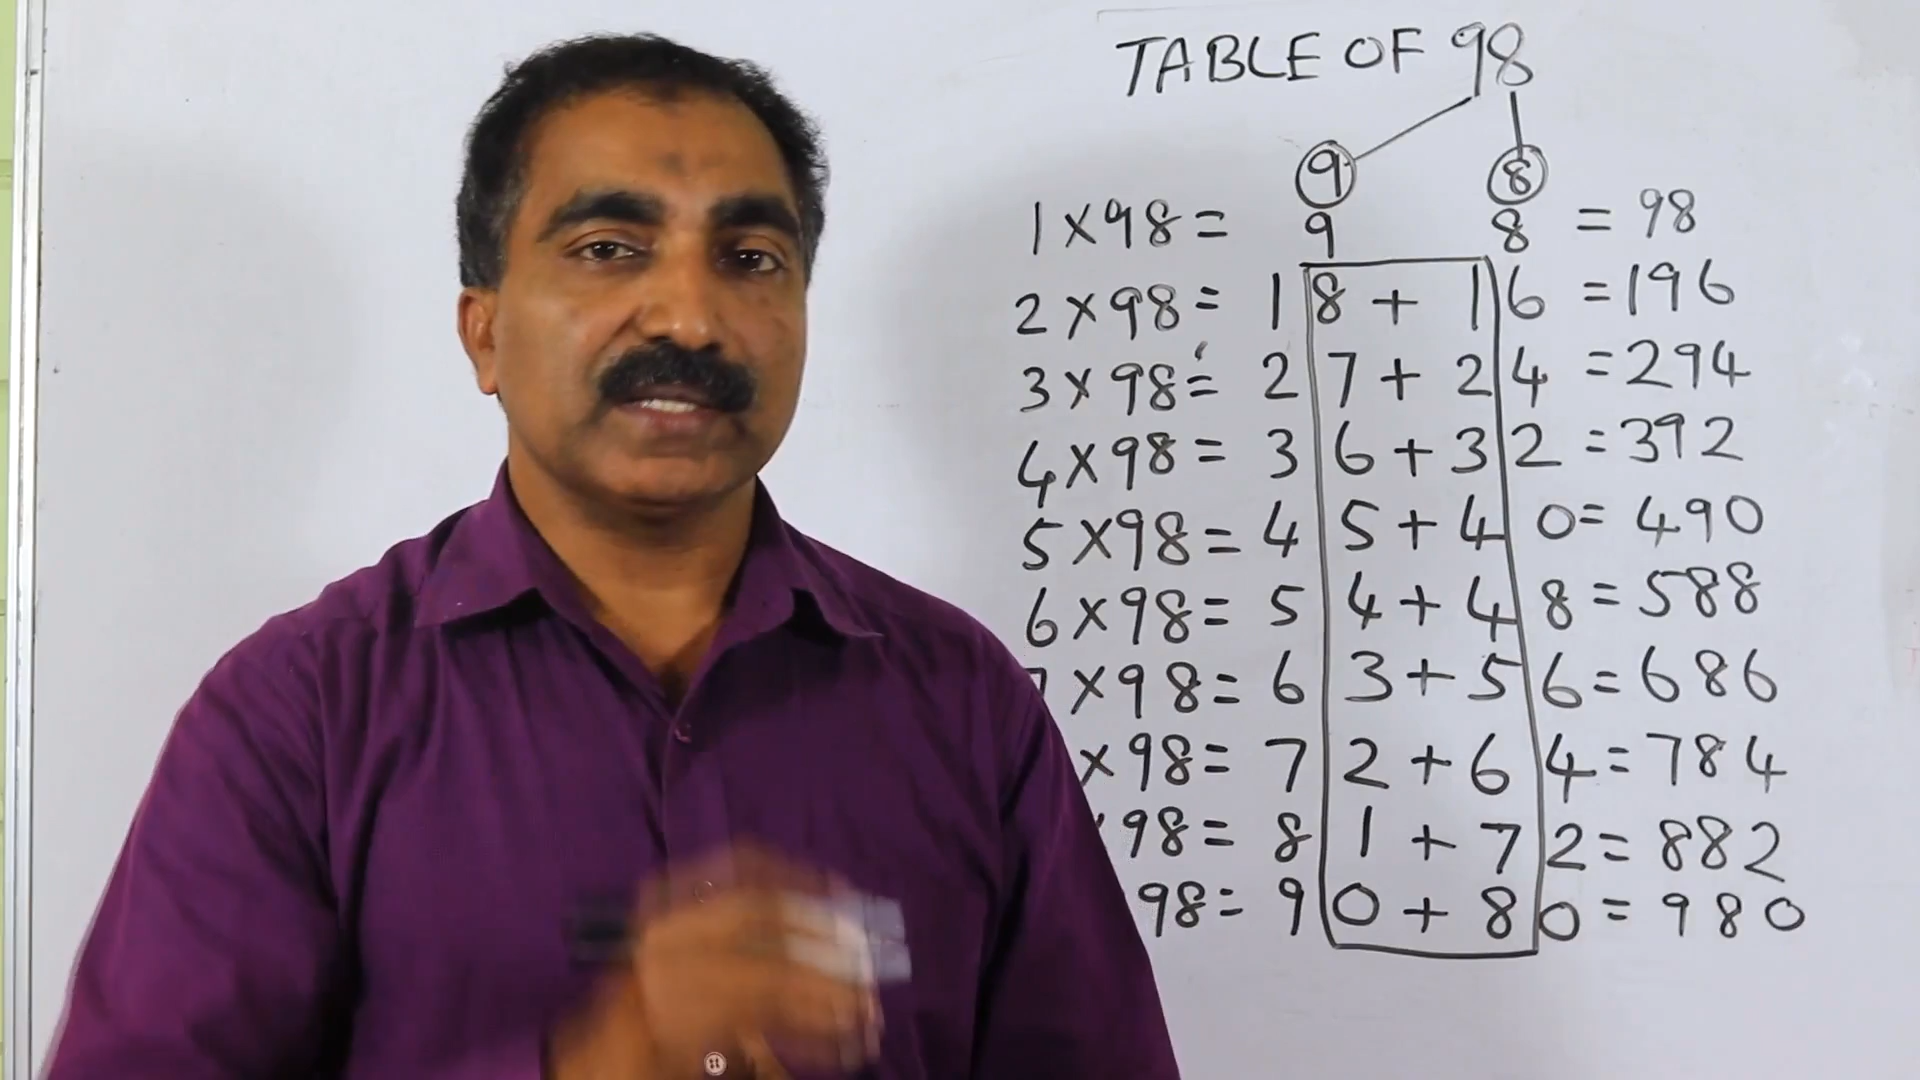 TABLE OF 98
9 8
1 × 98 = 9 8 = 98
2 × 98 = 1 8 + 1 6 = 196
3 × 98 = 2 7 + 2 4 = 294
4 × 98 = 3 6 + 3 2 = 392
5 × 98 = 4 5 + 4 0 = 490
6 × 98 = 5 4 + 4 8 = 588
× 98 = 6 3 + 5 6 = 686
× 98 = 7 2 + 6 4 = 784
98 = 8 1 + 7 2 = 882
98 = 9 0 + 8 0 = 980